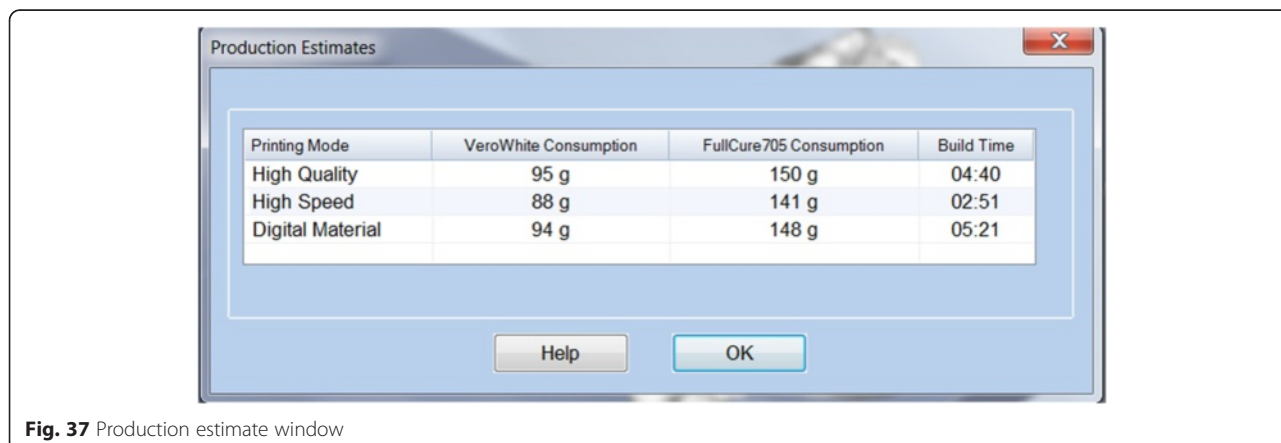 Production Estimates
X
Printing Mode VeroWhite Consumption FullCure705 Consumption Build Time
High Quality 95 g 150 g 04:40
High Speed 88 g 141 g 02:51
Digital Material 94 g 148 g 05:21
Help OK
Fig. 37 Production estimate window